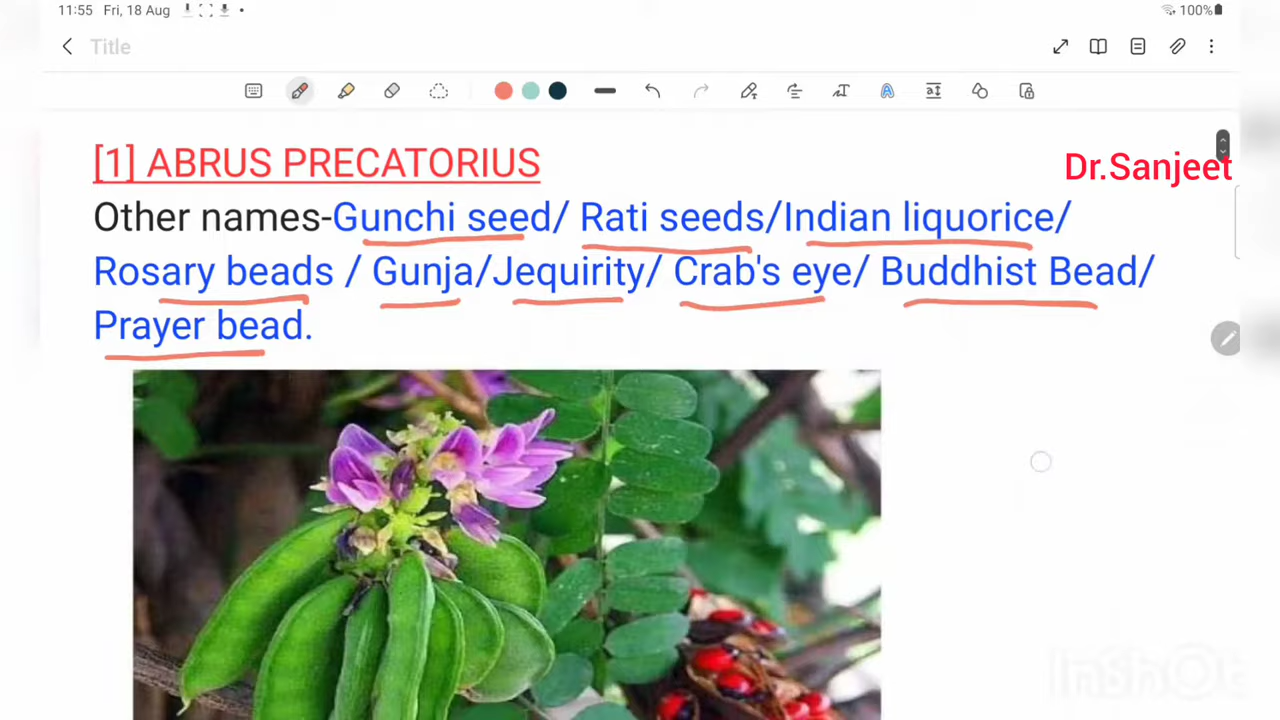 11:55 Fri, 18 Aug
100%
Title
[1] ABRUS PRECATORIUS
Dr.Sanjeet
Other names-Gunchi seed/ Rati seeds/Indian liquorice/
Rosary beads / Gunja/Jequirity/ Crab's eye/ Buddhist Bead/
Prayer bead.
InShOt